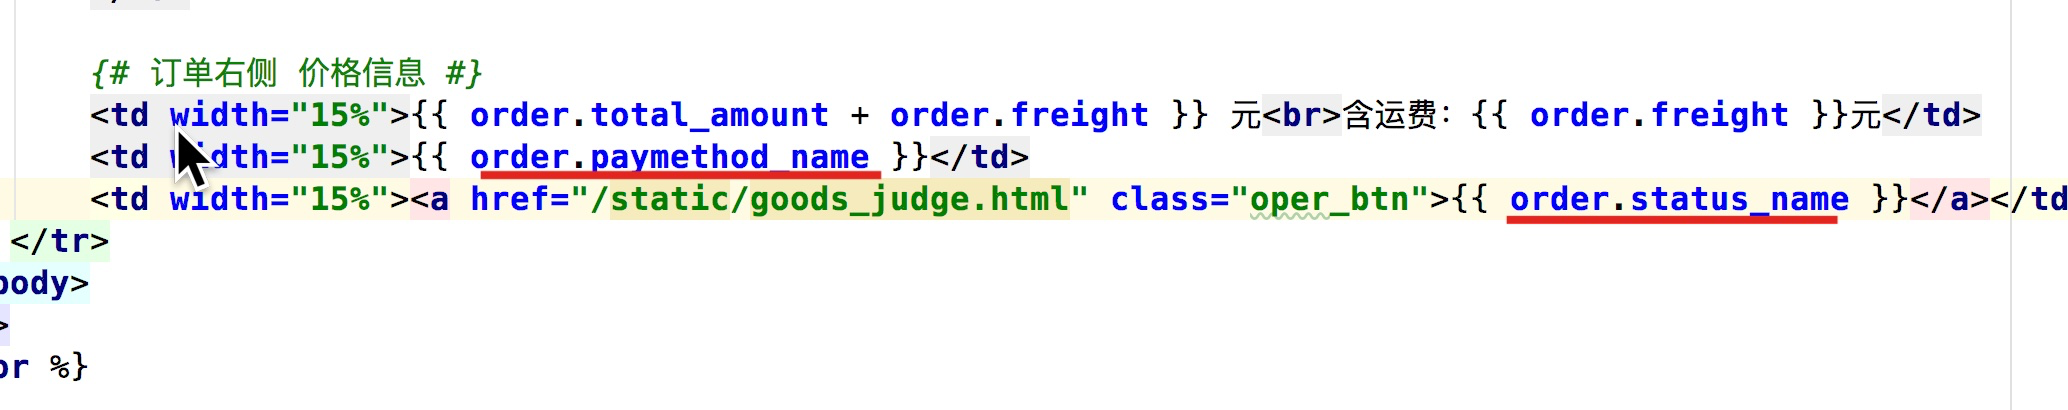 {# 订单右侧 价格信息 #}
<td width="15%">{{ order.total_amount + order.freight }} 元<br>含运费：{{ order.freight }}元</td>
<td width="15%">{{ order.paymethod_name }}</td>
<td width="15%"><a href="/static/goods_judge.html" class="oper_btn">{{ order.status_name }}</a></td
</tr>
body>
>
or %}